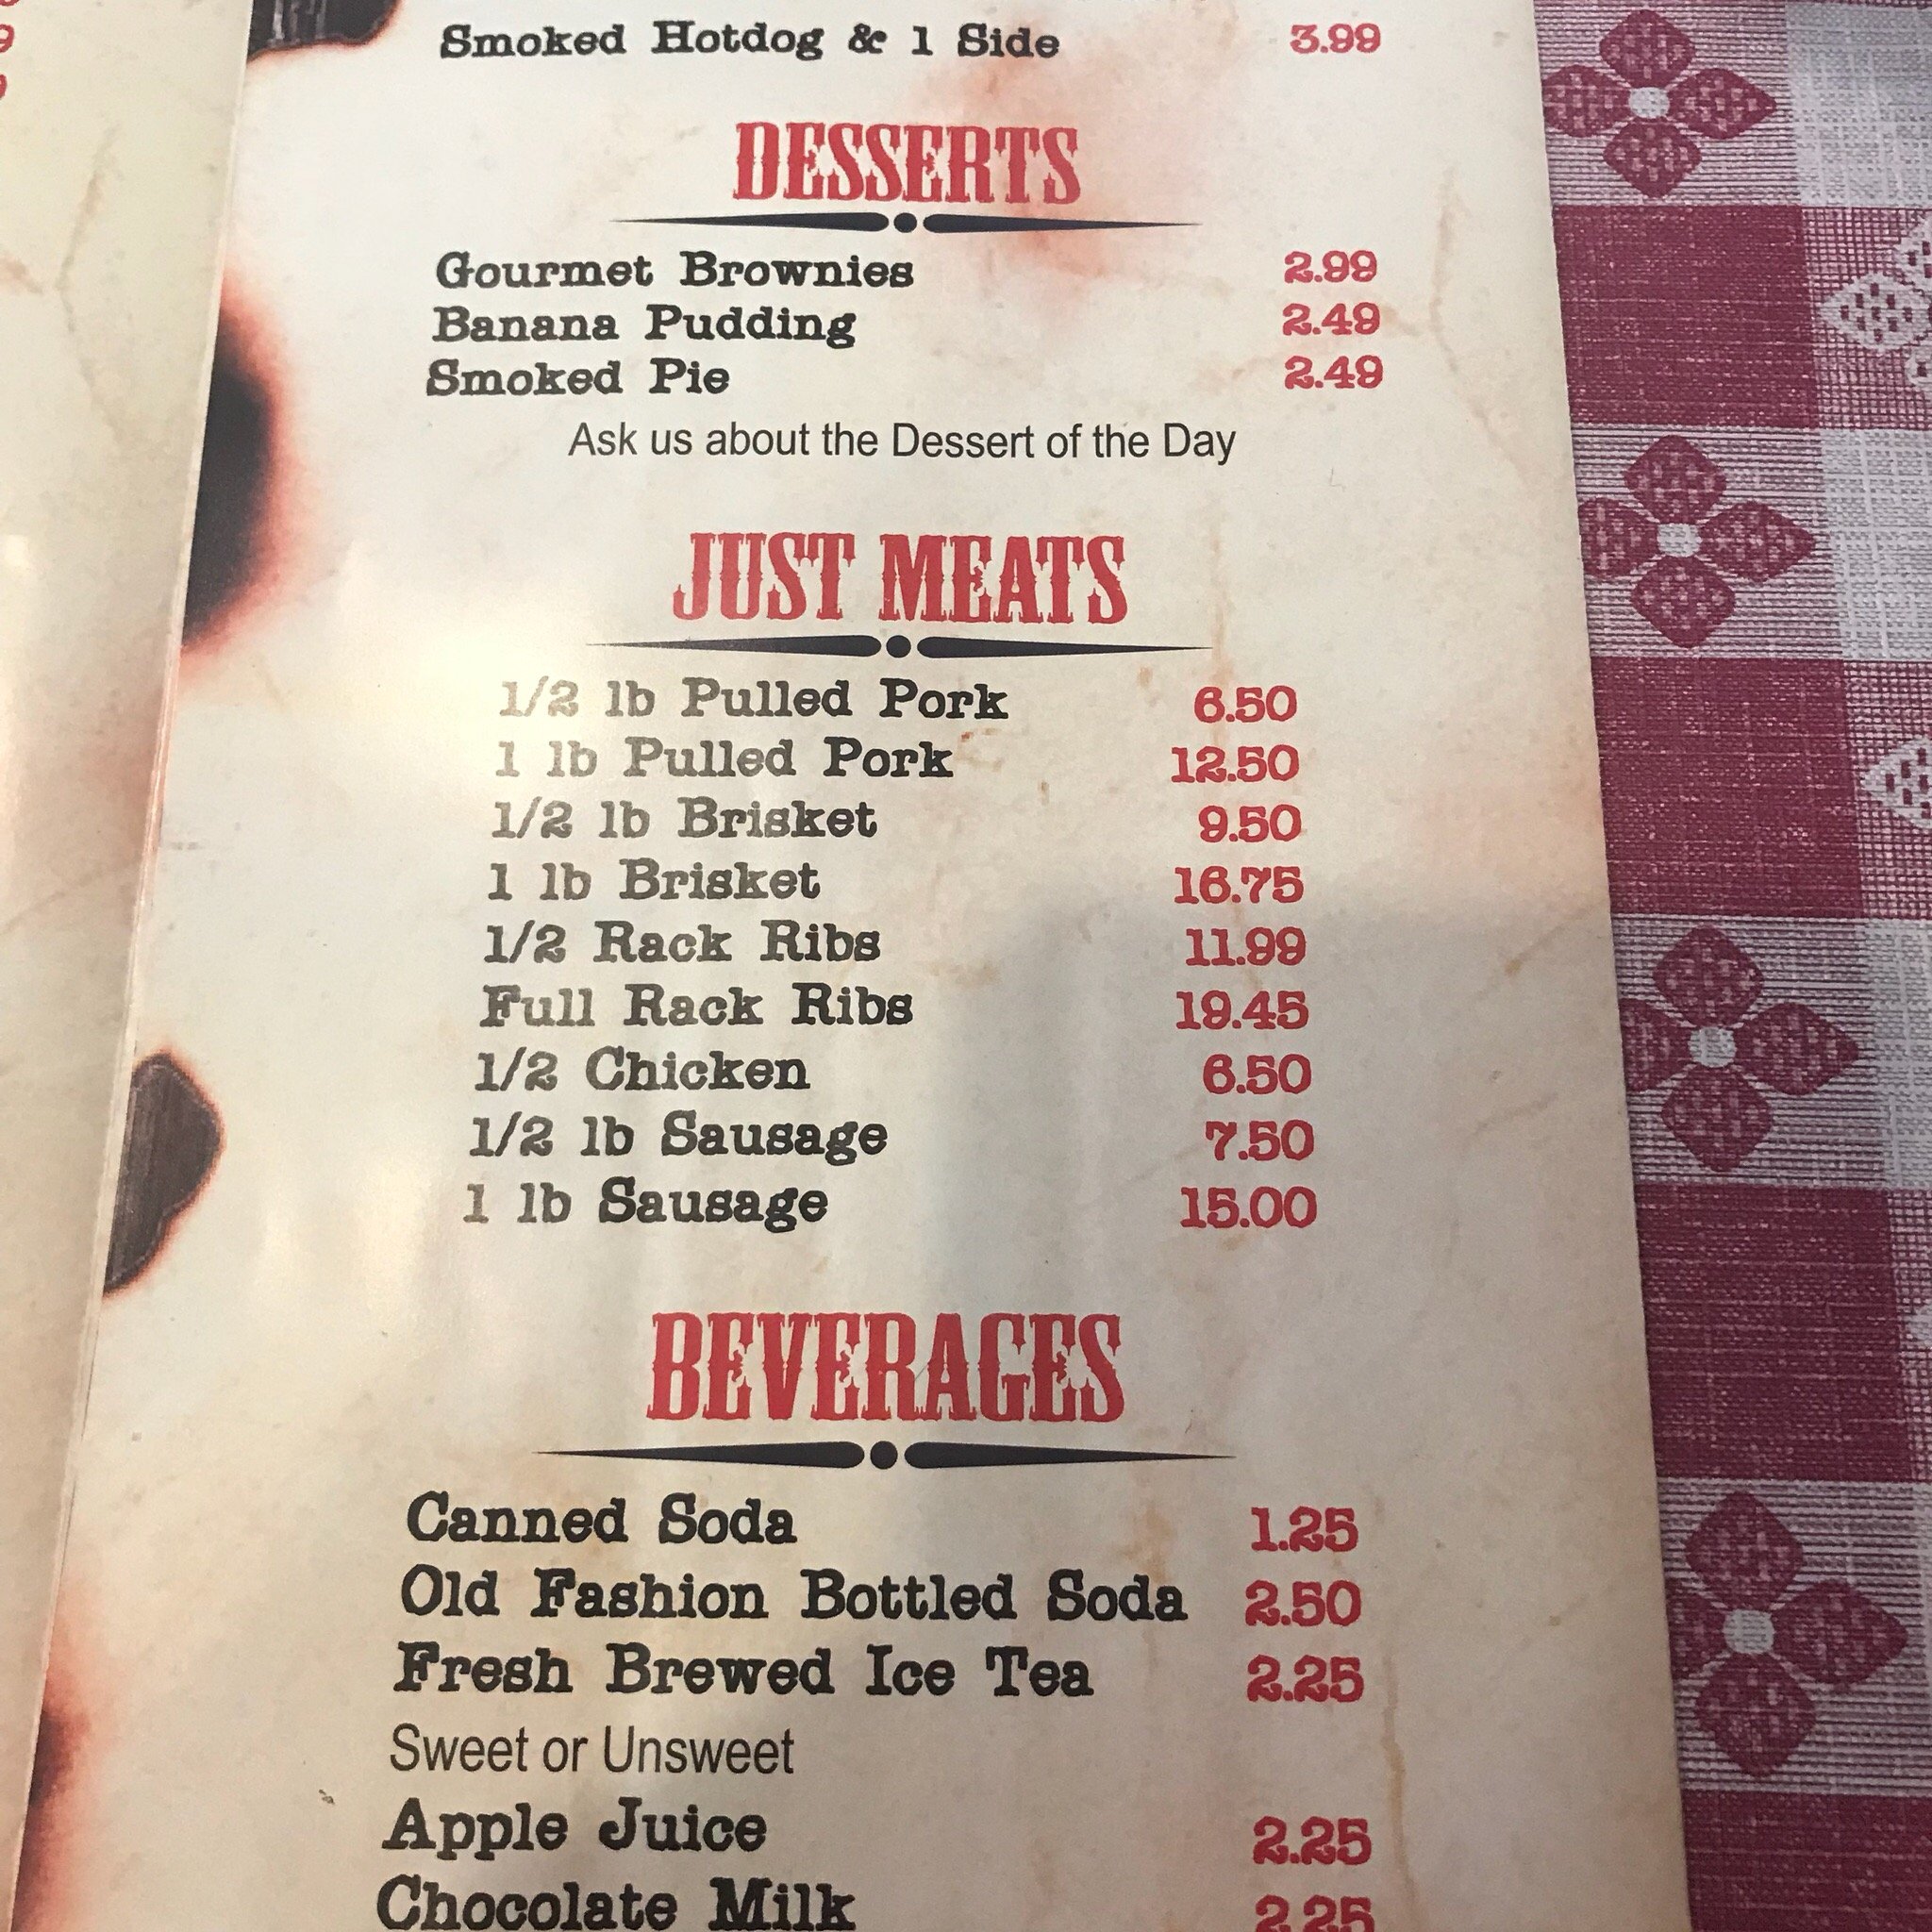 Smoked Hotdog & 1 Side 3.99
DESSERTS
Gourmet Brownies 2.99
Banana Pudding 2.49
Smoked Pie 2.49
Ask us about the Dessert of the Day
JUST MEATS
1/2 lb Pulled Pork 6.50
1 lb Pulled Pork 12.50
1/2 lb Brisket 9.50
1 lb Brisket 16.75
1/2 Rack Ribs 11.99
Full Rack Ribs 19.45
1/2 Chicken 6.50
1/2 lb Sausage 7.50
1 lb Sausage 15.00
BEVERAGES
Canned Soda 1.25
Old Fashion Bottled Soda 2.50
Fresh Brewed Ice Tea 2.25
Sweet or Unsweet
Apple Juice 2.25
Chocolate Milk 2.25